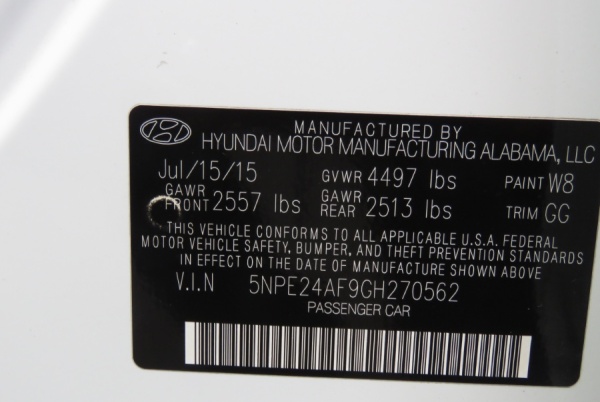 MANUFACTURED BY
HYUNDAI MOTOR MANUFACTURING ALABAMA, LLC
Jul/15/15 GVWR 4497 lbs PAINT W8
GAWR FRONT 2557 lbs GAWR REAR 2513 lbs TRIM GG
THIS VEHICLE CONFORMS TO ALL APPLICABLE U.S.A. FEDERAL
MOTOR VEHICLE SAFETY, BUMPER, AND THEFT PREVENTION STANDARDS
IN EFFECT ON THE DATE OF MANUFACTURE SHOWN ABOVE.
V.I.N 5NPE24AF9GH270562
PASSENGER CAR